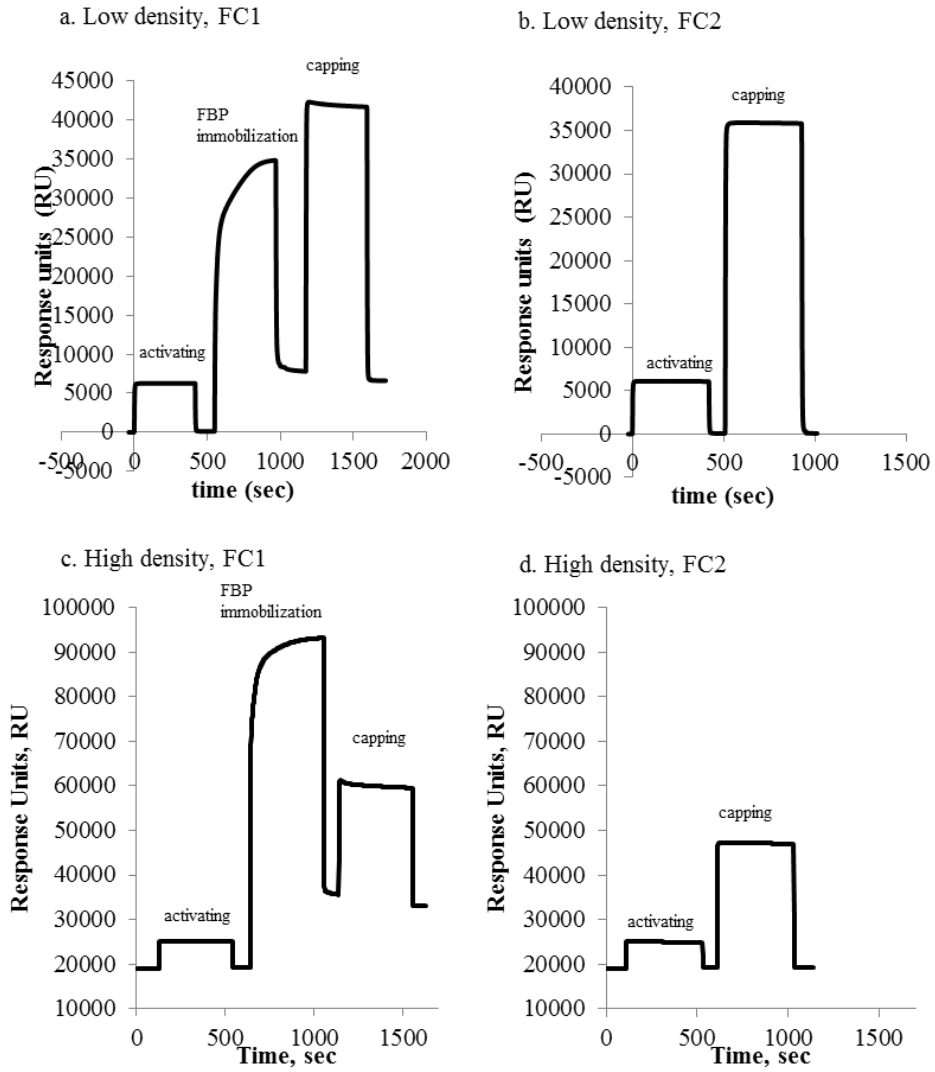 a. Low density, FC1
capping
FBP
immobilization
activating
Response units (RU)
45000
40000
35000
30000
25000
20000
15000
10000
5000
0
-5000
-500
0
500
1000
1500
2000
time (sec)
b. Low density, FC2
capping
activating
Response units (RU)
40000
35000
30000
25000
20000
15000
10000
5000
0
-5000
-500
0
500
1000
1500
time (sec)
c. High density, FC1
FBP
immobilization
capping
activating
Response Units, RU
100000
90000
80000
70000
60000
50000
40000
30000
20000
10000
0
500
1000
1500
Time, sec
d. High density, FC2
capping
activating
Response Units, RU
100000
90000
80000
70000
60000
50000
40000
30000
20000
10000
0
500
1000
1500
Time, sec